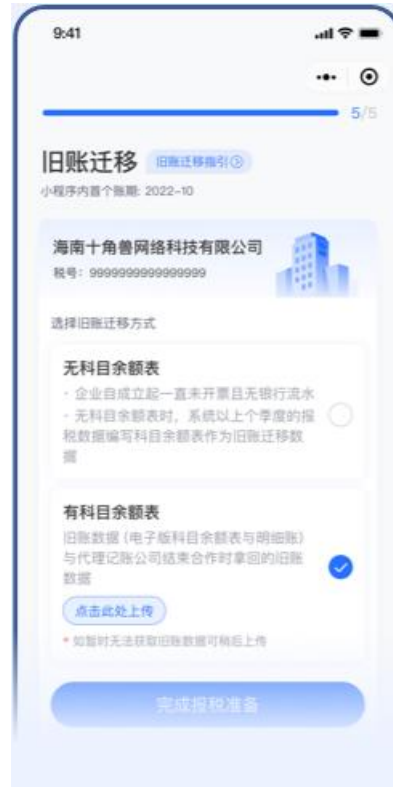 9:41
5/5
旧账迁移 旧账迁移指引
小程序内首个账期: 2022-10
海南十角兽网络科技有限公司
税号：9999999999999999
选择旧账迁移方式
无科目余额表
- 企业自成立起一直未开票且无银行流水
- 无科目余额表时，系统以上个季度的报
税数据编写科目余额表作为旧账迁移数
据
有科目余额表
旧账数据（电子版科目余额表与明细账）
与代理记账公司结束合作时拿回的旧账
数据
点击此处上传
* 如暂时无法获取旧账数据可稍后上传
完成报税准备